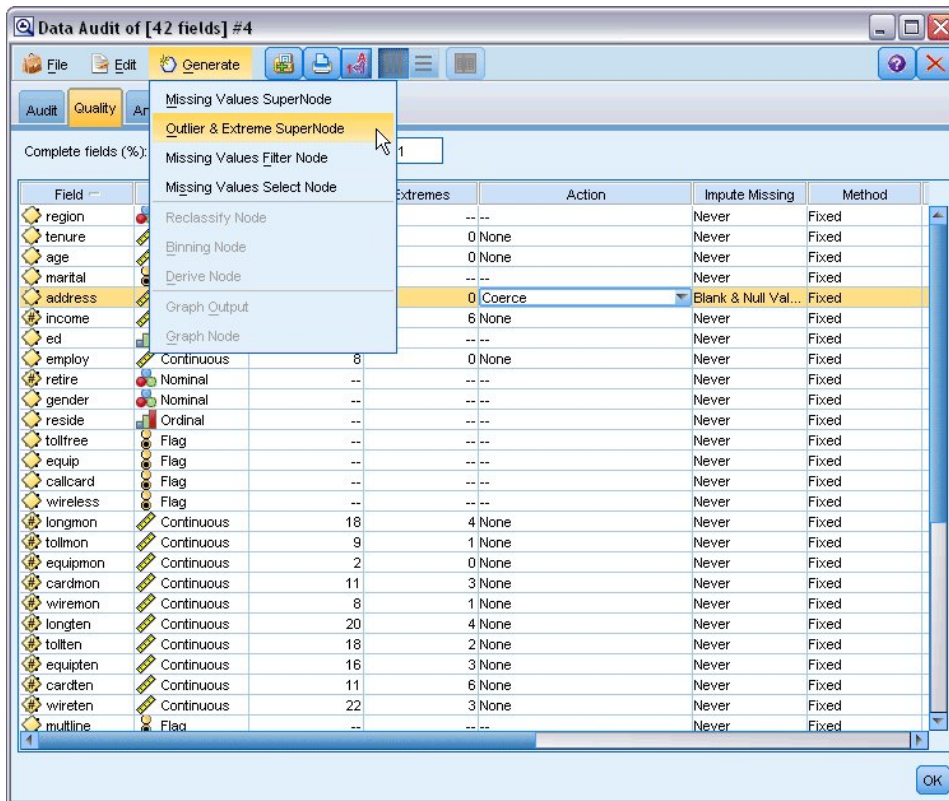 Data Audit of [42 fields] #4
File Edit Generate
Audit Quality An
Missing Values SuperNode
Outlier & Extreme SuperNode
Missing Values Filter Node
Missing Values Select Node
Reclassify Node
Binning Node
Derive Node
Graph Output
Graph Node
Complete fields (%): 1
Field Extremes Action Impute Missing Method
region -- -- Never Fixed
tenure 0 None Never Fixed
age 0 None Never Fixed
marital -- -- Never Fixed
address 0 Coerce Blank & Null Val... Fixed
income 6 None Never Fixed
ed -- -- Never Fixed
employ Continuous 8 0 None Never Fixed
retire Nominal -- -- -- Never Fixed
gender Nominal -- -- -- Never Fixed
reside Ordinal -- -- -- Never Fixed
tollfree Flag -- -- -- Never Fixed
equip Flag -- -- -- Never Fixed
callcard Flag -- -- -- Never Fixed
wireless Flag -- -- -- Never Fixed
longmon Continuous 18 4 None Never Fixed
tollmon Continuous 9 1 None Never Fixed
equipmon Continuous 2 0 None Never Fixed
cardmon Continuous 11 3 None Never Fixed
wiremon Continuous 8 1 None Never Fixed
longten Continuous 20 4 None Never Fixed
tollten Continuous 18 2 None Never Fixed
equipten Continuous 16 3 None Never Fixed
cardten Continuous 11 6 None Never Fixed
wireten Continuous 22 3 None Never Fixed
multline Flag -- -- -- Never Fixed
OK